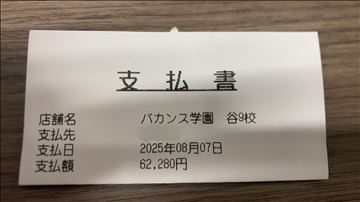 支払書
店舗名 バカンス学園 谷9校
支払先
支払日 2025年08月07日
支払額 62,280円